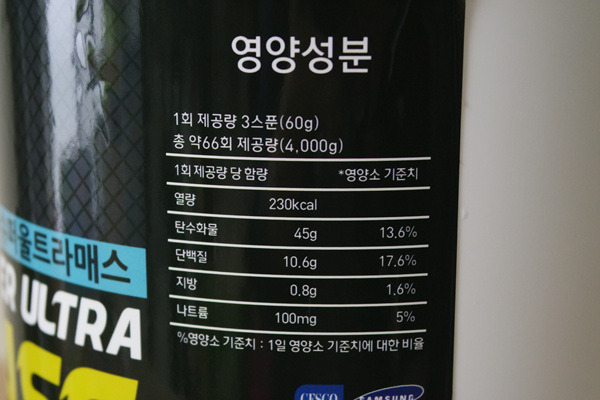 영양성분
1회 제공량 3스푼(60g)
총 약66회 제공량(4,000g)
1회 제공량 당 함량 *영양소 기준치
열량 230kcal
탄수화물 45g 13.6%
단백질 10.6g 17.6%
지방 0.8g 1.6%
나트륨 100mg 5%
%영양소 기준치 : 1일 영양소 기준치에 대한 비율
울트라매스
ER ULTRA
CESCO
SAMSUNG